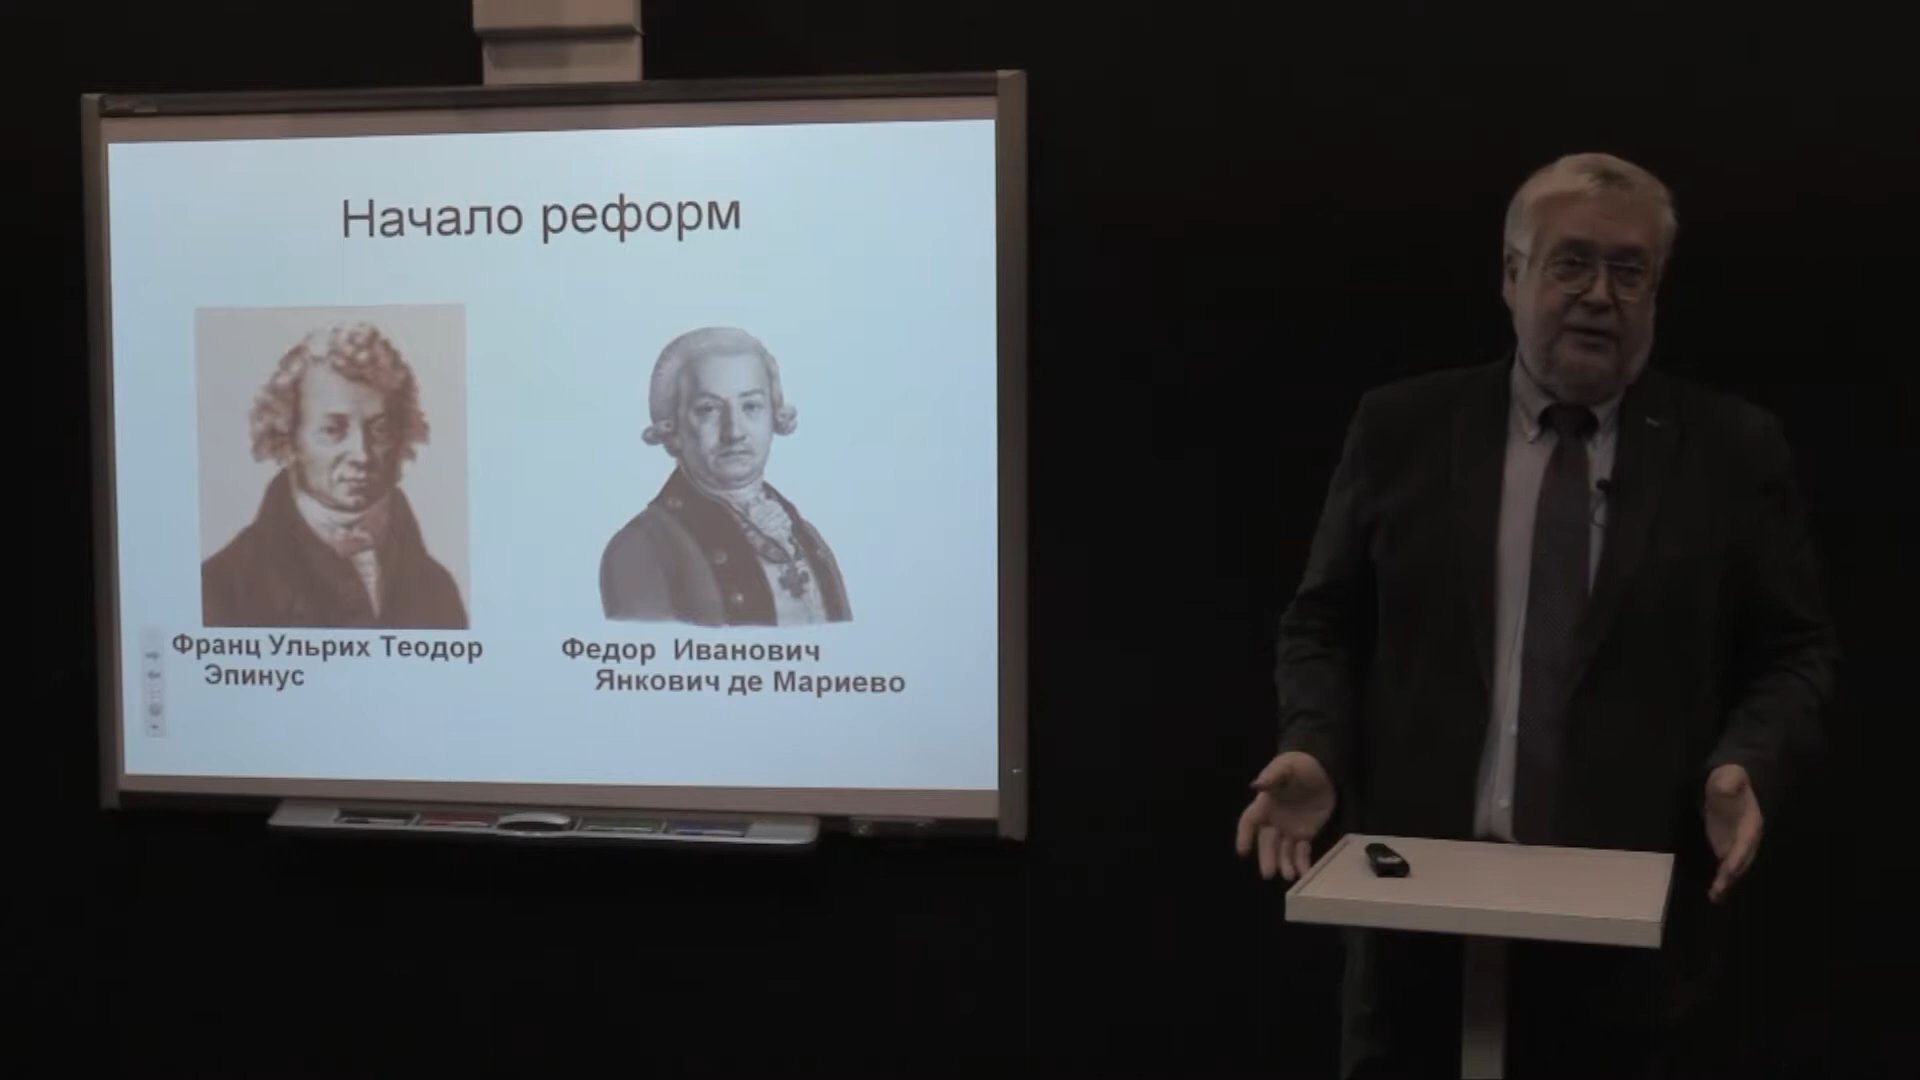 Начало реформ
Франц Ульрих Теодор
Эпинус
Федор Иванович
Янкович де Мариево